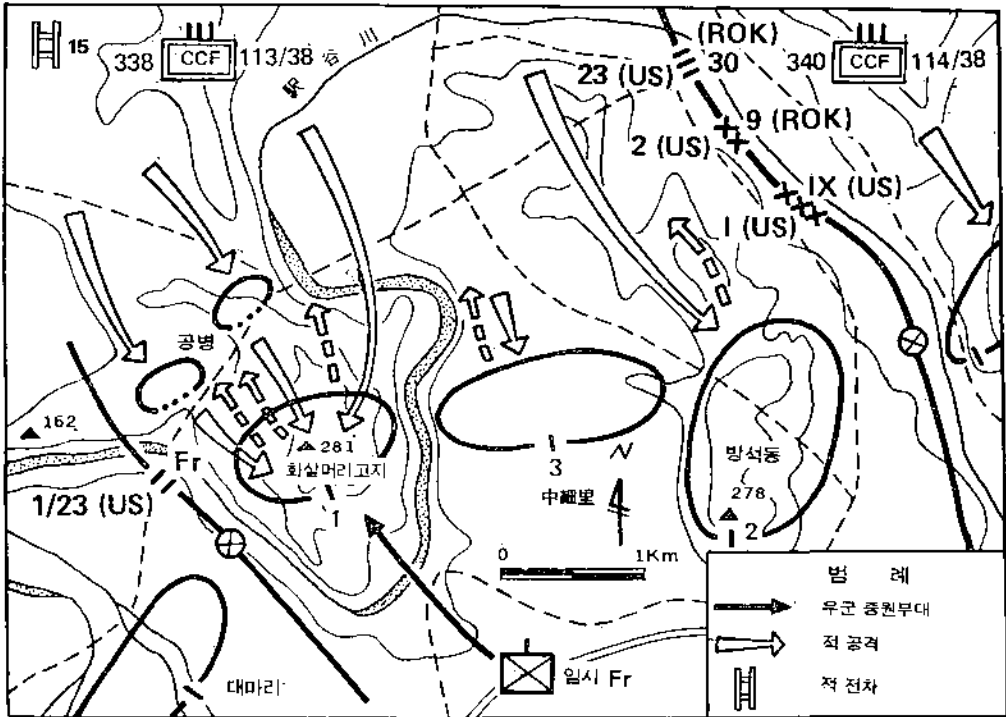 15
338 CCF 113/38
駅谷川
(ROK)
30
23 (US)
340 CCF 114/38
9 (ROK)
2 (US)
IX (US)
I (US)
공병
162
Fr
1/23 (US)
281
화살머리고지
1
3
N
中細里
방석동
278
2
0 1Km
대마리
임시 Fr
범 례
우군 증원부대
적 공격
적 전차